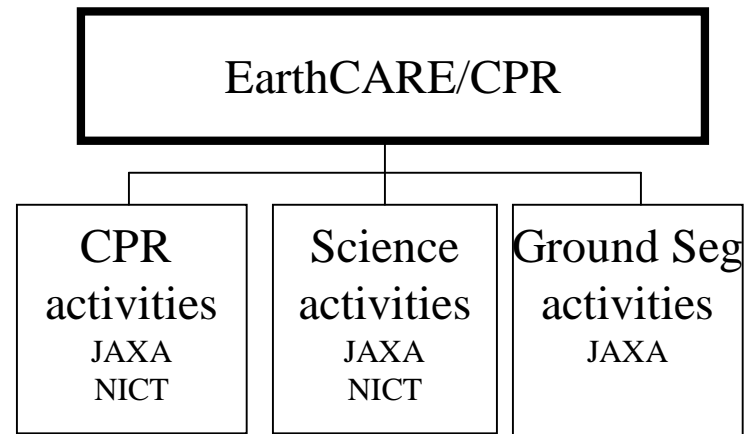 EarthCARE/CPR
CPR
activities
JAXA
NICT
Science
activities
JAXA
NICT
Ground Seg
activities
JAXA